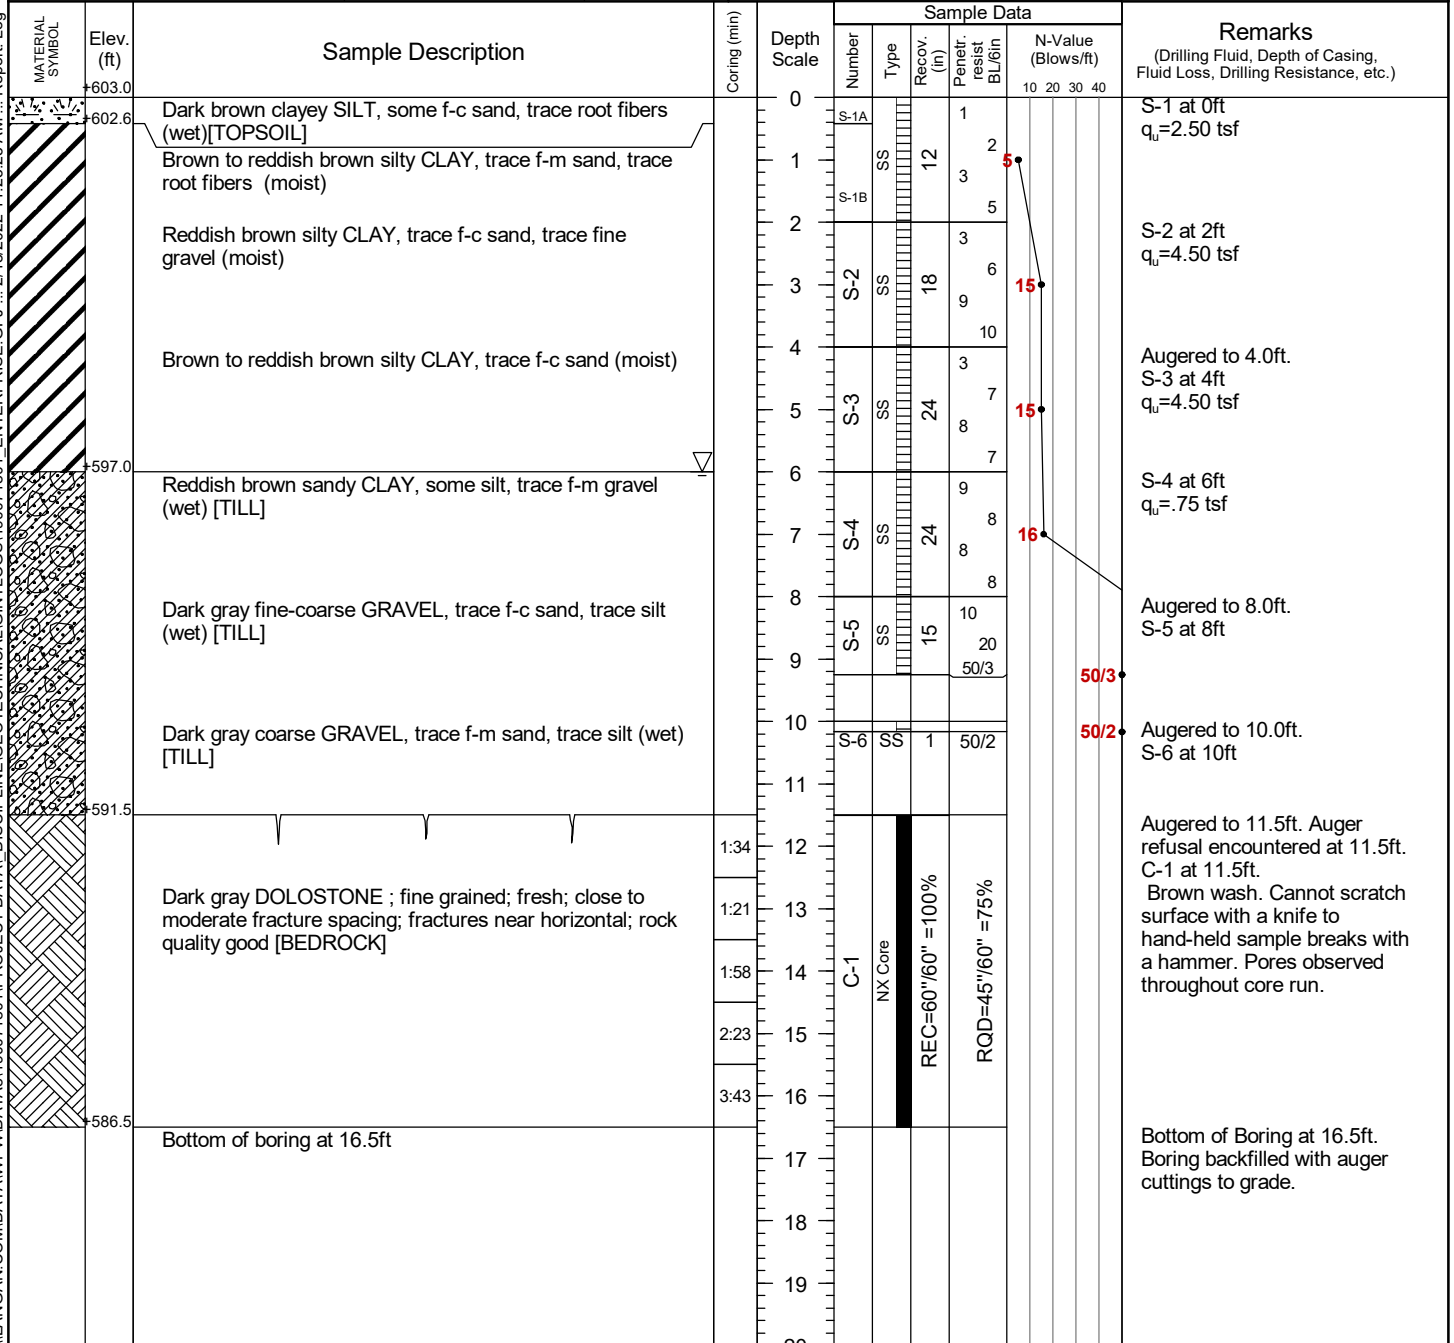 MATERIAL
SYMBOL
Elev.
(ft)
+603.0
Sample Description
Coring (min)
Depth
Scale
Sample Data
Number
Type
Recov.
(in)
Penetr.
resist
BL/6in
N-Value
(Blows/ft)
10 20 30 40
Remarks
(Drilling Fluid, Depth of Casing,
Fluid Loss, Drilling Resistance, etc.)
+602.6
Dark brown clayey SILT, some f-c sand, trace root fibers
(wet)[TOPSOIL]
Brown to reddish brown silty CLAY, trace f-m sand, trace
root fibers (moist)
Reddish brown silty CLAY, trace f-c sand, trace fine
gravel (moist)
Brown to reddish brown silty CLAY, trace f-c sand (moist)
+597.0
Reddish brown sandy CLAY, some silt, trace f-m gravel
(wet) [TILL]
Dark gray fine-coarse GRAVEL, trace f-c sand, trace silt
(wet) [TILL]
Dark gray coarse GRAVEL, trace f-m sand, trace silt (wet)
[TILL]
+591.5
Dark gray DOLOSTONE ; fine grained; fresh; close to
moderate fracture spacing; fractures near horizontal; rock
quality good [BEDROCK]
+586.5
Bottom of boring at 16.5ft
1:34
1:21
1:58
2:23
3:43
0
1
2
3
4
5
6
7
8
9
10
11
12
13
14
15
16
17
18
19
S-1A
S-1B
SS
12
1
2
3
5
5
S-2
SS
18
3
6
9
10
15
S-3
SS
24
3
7
8
7
15
S-4
SS
24
9
8
8
8
16
S-5
SS
15
10
20
50/3
50/3
S-6
SS
1
50/2
50/2
C-1
NX Core
REC=60"/60" =100%
RQD=45"/60" =75%
S-1 at 0ft
qu=2.50 tsf
S-2 at 2ft
qu=4.50 tsf
Augered to 4.0ft.
S-3 at 4ft
qu=4.50 tsf
S-4 at 6ft
qu=.75 tsf
Augered to 8.0ft.
S-5 at 8ft
Augered to 10.0ft.
S-6 at 10ft
Augered to 11.5ft. Auger
refusal encountered at 11.5ft.
C-1 at 11.5ft.
Brown wash. Cannot scratch
surface with a knife to
hand-held sample breaks with
a hammer. Pores observed
throughout core run.
Bottom of Boring at 16.5ft.
Boring backfilled with auger
cuttings to grade.